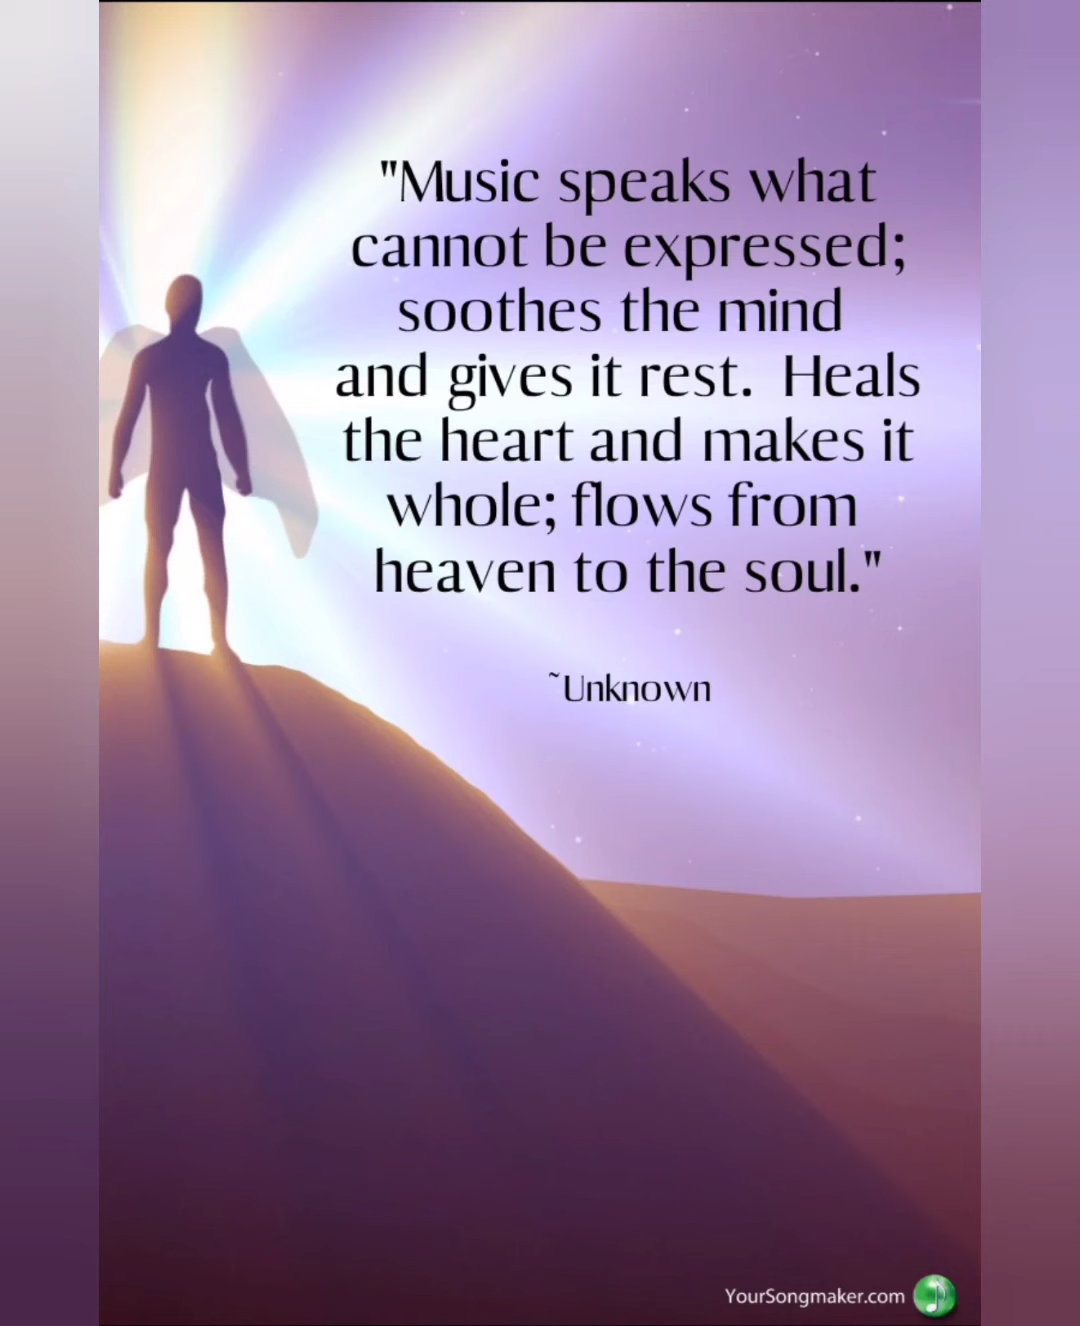 "Music speaks what
cannot be expressed;
soothes the mind
and gives it rest.  Heals
the heart and makes it
whole; flows from
heaven to the soul."
~Unknown
YourSongmaker.com